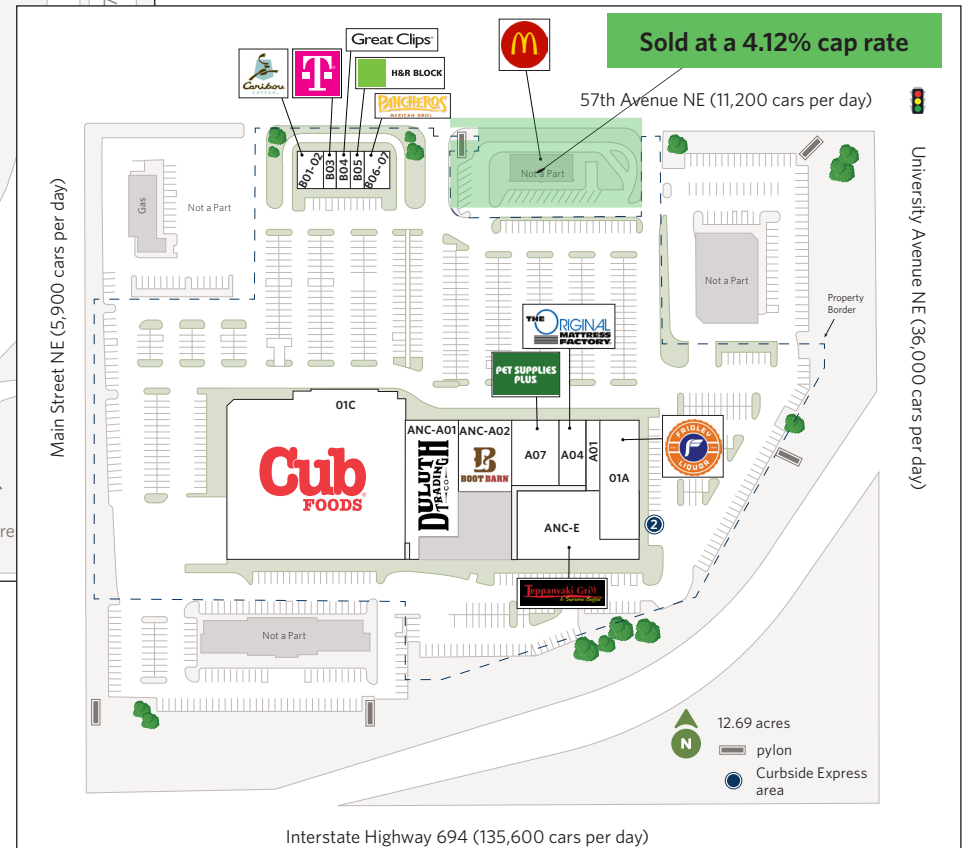 Sold at a 4.12% cap rate
Great Clips
Caribou
COFFEE
T
H&R BLOCK
PANCHEROS
MEXICAN GRILL
57th Avenue NE (11,200 cars per day)
B01-02
B03
B04
B05
B06-07
Not a Part
Gas
Not a Part
Main Street NE (5,900 cars per day)
University Avenue NE (36,000 cars per day)
Not a Part
Property
Border
THE
ORIGINAL
MATTRESS
FACTORY
PET SUPPLIES
PLUS
01C
Cub
FOODS
ANC-A01
DULUTH
TRADING
CO
ANC-A02
B
BOOT BARN
A07
A04
A01
01A
FRIDLEY
F
LIQUOR
ANC-E
2
Teppanyaki Grill
& Supreme Buffet
re
Not a Part
N
12.69 acres
pylon
Curbside Express
area
Interstate Highway 694 (135,600 cars per day)